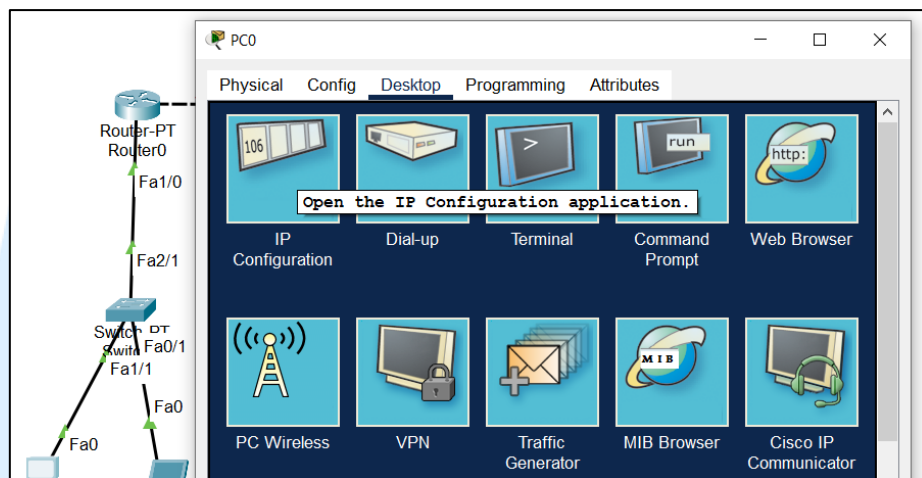 PC0
Physical Config Desktop Programming Attributes
Router-PT
Router0
Fa1/0
Fa2/1
Switch-PT
Fa0/1
Fa1/1
Fa0
Fa0
106
>
run
http:
Open the IP Configuration application.
IP
Configuration
Dial-up
Terminal
Command
Prompt
Web Browser
MIB
PC Wireless
VPN
Traffic
Generator
MIB Browser
Cisco IP
Communicator